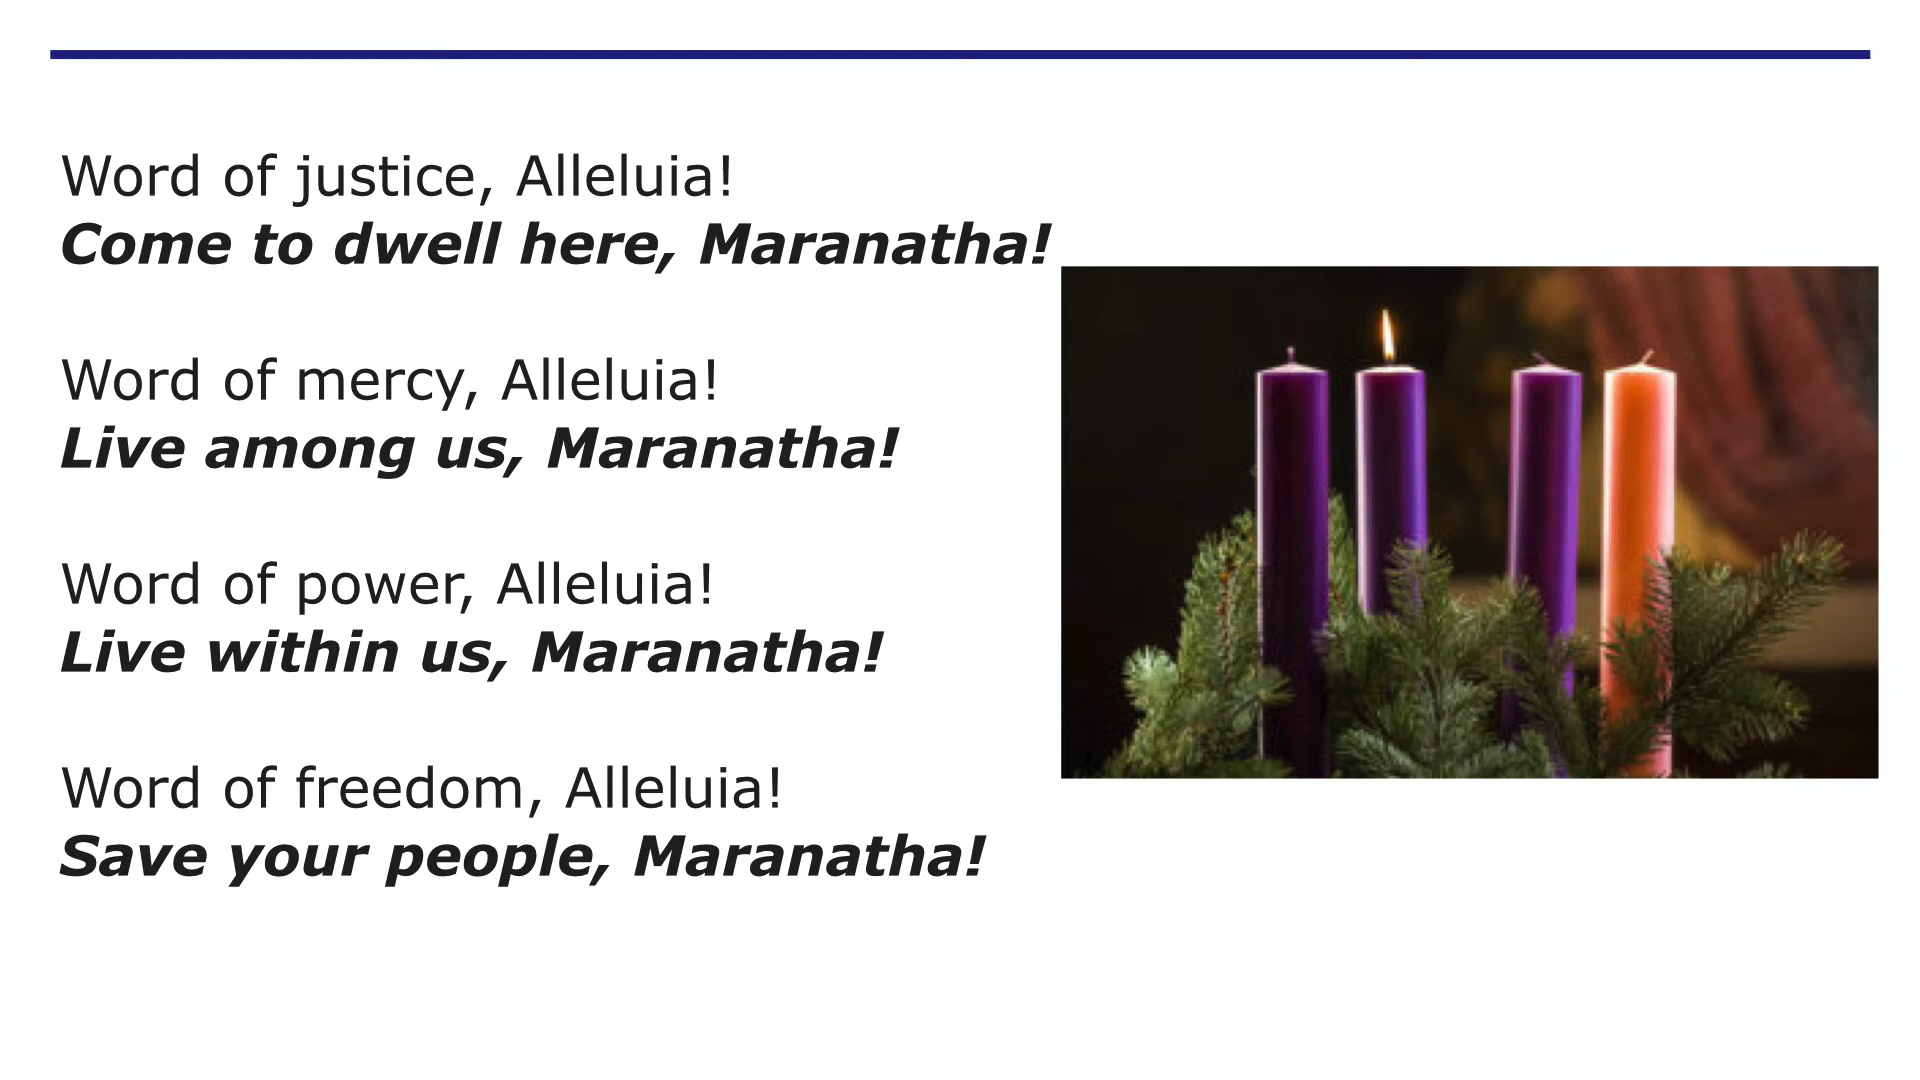 Word of justice, Alleluia!
Come to dwell here, Maranatha!
Word of mercy, Alleluia!
Live among us, Maranatha!
Word of power, Alleluia!
Live within us, Maranatha!
Word of freedom, Alleluia!
Save your people, Maranatha!